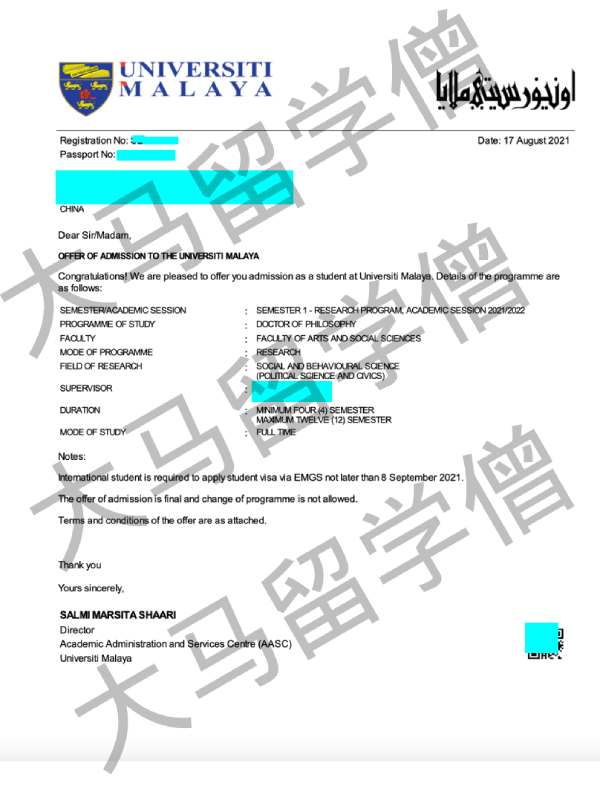 UNIVERSITI
MALAYA
اونيۏرسيتي ملايا
Registration No:
Date: 17 August 2021
Passport No:
CHINA
Dear Sir/Madam,
OFFER OF ADMISSION TO THE UNIVERSITI MALAYA
Congratulations! We are pleased to offer you admission as a student at Universiti Malaya. Details of the programme are
as follows:
SEMESTER/ACADEMIC SESSION : SEMESTER 1 - RESEARCH PROGRAM, ACADEMIC SESSION 2021/2022
PROGRAMME OF STUDY : DOCTOR OF PHILOSOPHY
FACULTY : FACULTY OF ARTS AND SOCIAL SCIENCES
MODE OF PROGRAMME : RESEARCH
FIELD OF RESEARCH : SOCIAL AND BEHAVIOURAL SCIENCE
(POLITICAL SCIENCE AND CIVICS)
SUPERVISOR :
DURATION : MINIMUM FOUR (4) SEMESTER
MAXIMUM TWELVE (12) SEMESTER
MODE OF STUDY : FULL TIME
Notes:
International student is required to apply student visa via EMGS not later than 8 September 2021.
The offer of admission is final and change of programme is not allowed.
Terms and conditions of the offer are as attached.
Thank you
Yours sincerely,
SALMI MARSITA SHAARI
Director
Academic Administration and Services Centre (AASC)
Universiti Malaya
大马留学僧
大马留学僧
大马留学僧